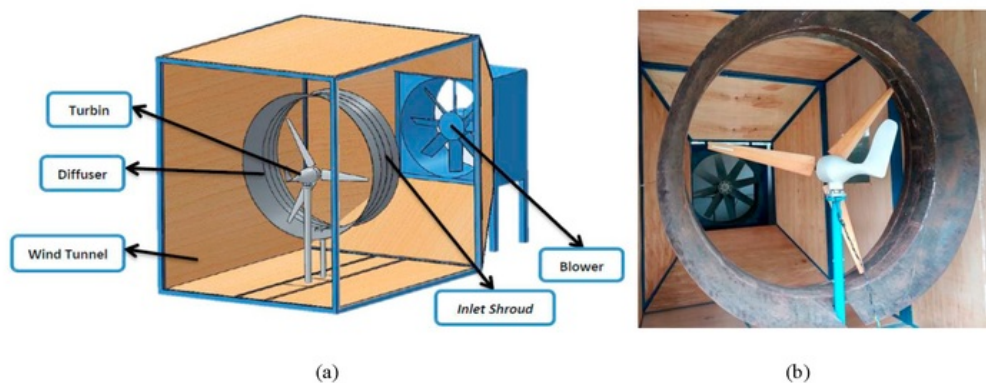 Turbin
Diffuser
Wind Tunnel
Blower
Inlet Shroud
(a)
(b)